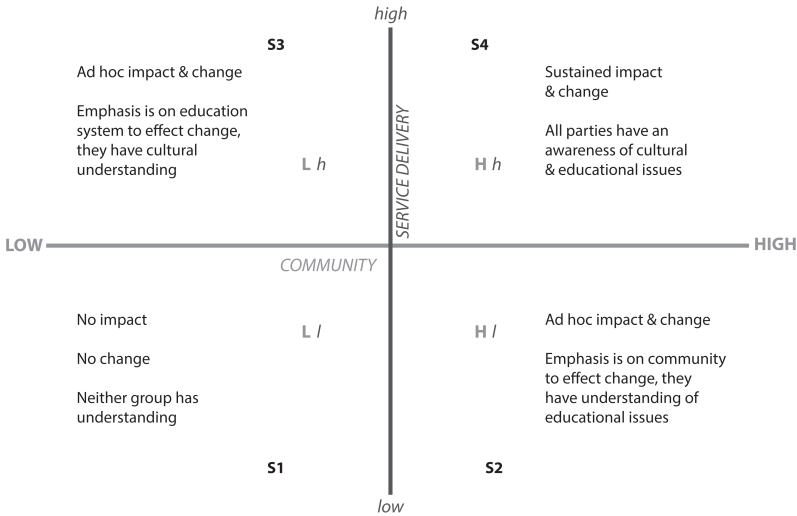 high
S3
S4
Ad hoc impact & change
Emphasis is on education
system to effect change,
they have cultural
understanding
L h
SERVICE DELIVERY
H h
Sustained impact
& change
All parties have an
awareness of cultural
& educational issues
LOW
HIGH
COMMUNITY
No impact
No change
Neither group has
understanding
L l
H l
Ad hoc impact & change
Emphasis is on community
to effect change, they
have understanding of
educational issues
S1
S2
low